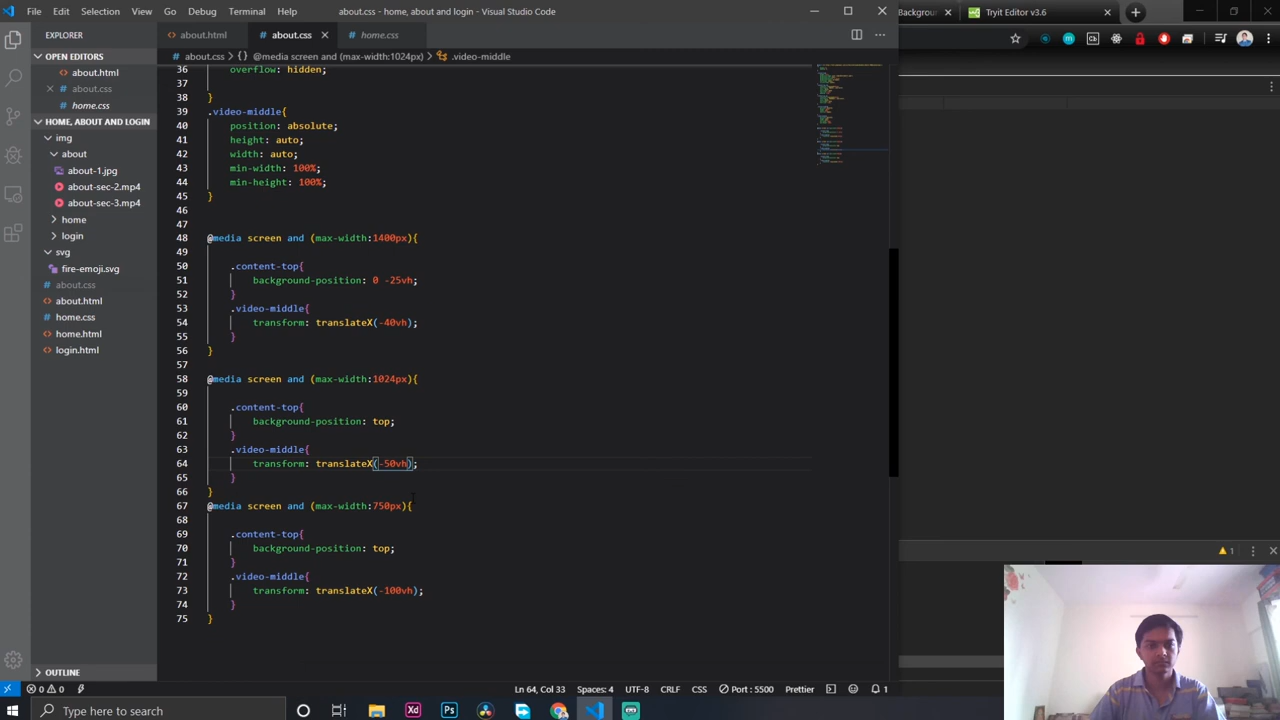 File Edit Selection View Go Debug Terminal Help
about.css - home, about and login - Visual Studio Code
Backgrour
Tryit Editor v3.6
EXPLORER
about.html
about.css
home.css
OPEN EDITORS
about.css > {} @media screen and (max-width:1024px) > .video-middle
about.html
about.css
home.css
HOME, ABOUT AND LOGIN
img
about
about-1.jpg
about-sec-2.mp4
about-sec-3.mp4
home
login
svg
fire-emoji.svg
about.css
about.html
home.css
home.html
login.html
36 overflow: hidden;
37
38 }
39 .video-middle{
40 position: absolute;
41 height: auto;
42 width: auto;
43 min-width: 100%;
44 min-height: 100%;
45 }
46
47
48 @media screen and (max-width:1400px){
49
50 .content-top{
51 background-position: 0 -25vh;
52 }
53 .video-middle{
54 transform: translateX(-40vh);
55 }
56 }
57
58 @media screen and (max-width:1024px){
59
60 .content-top{
61 background-position: top;
62 }
63 .video-middle{
64 transform: translateX(-50vh);
65 }
66 }
67 @media screen and (max-width:750px){
68
69 .content-top{
70 background-position: top;
71 }
72 .video-middle{
73 transform: translateX(-100vh);
74 }
75 }
1
OUTLINE
0 0
Ln 64, Col 33 Spaces: 4 UTF-8 CRLF CSS Port : 5500 Prettier 1
Type here to search